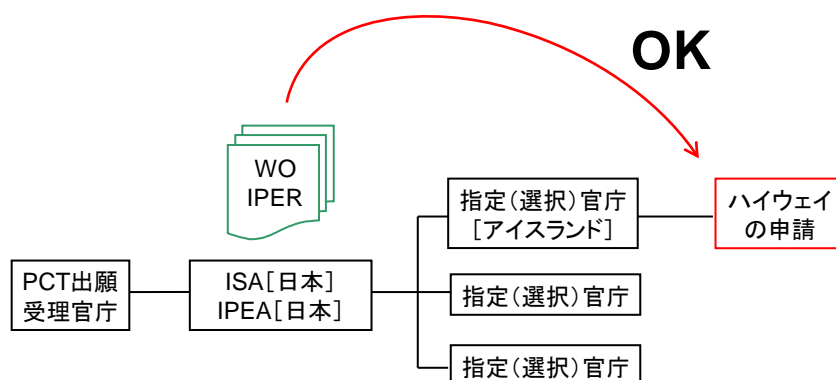 OK
WO
IPER
指定(選択)官庁
[アイスランド]
ハイウェイ
の申請
PCT出願
受理官庁
ISA[日本]
IPEA[日本]
指定(選択)官庁
指定(選択)官庁